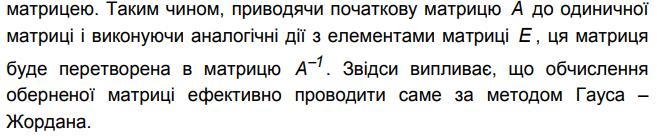 матрицею. Таким чином, приводячи початкову матрицю A до одиничної
матриці і виконуючи аналогічні дії з елементами матриці E , ця матриця
буде перетворена в матрицю A⁻¹. Звідси випливає, що обчислення
оберненої матриці ефективно проводити саме за методом Гауса –
Жордана.